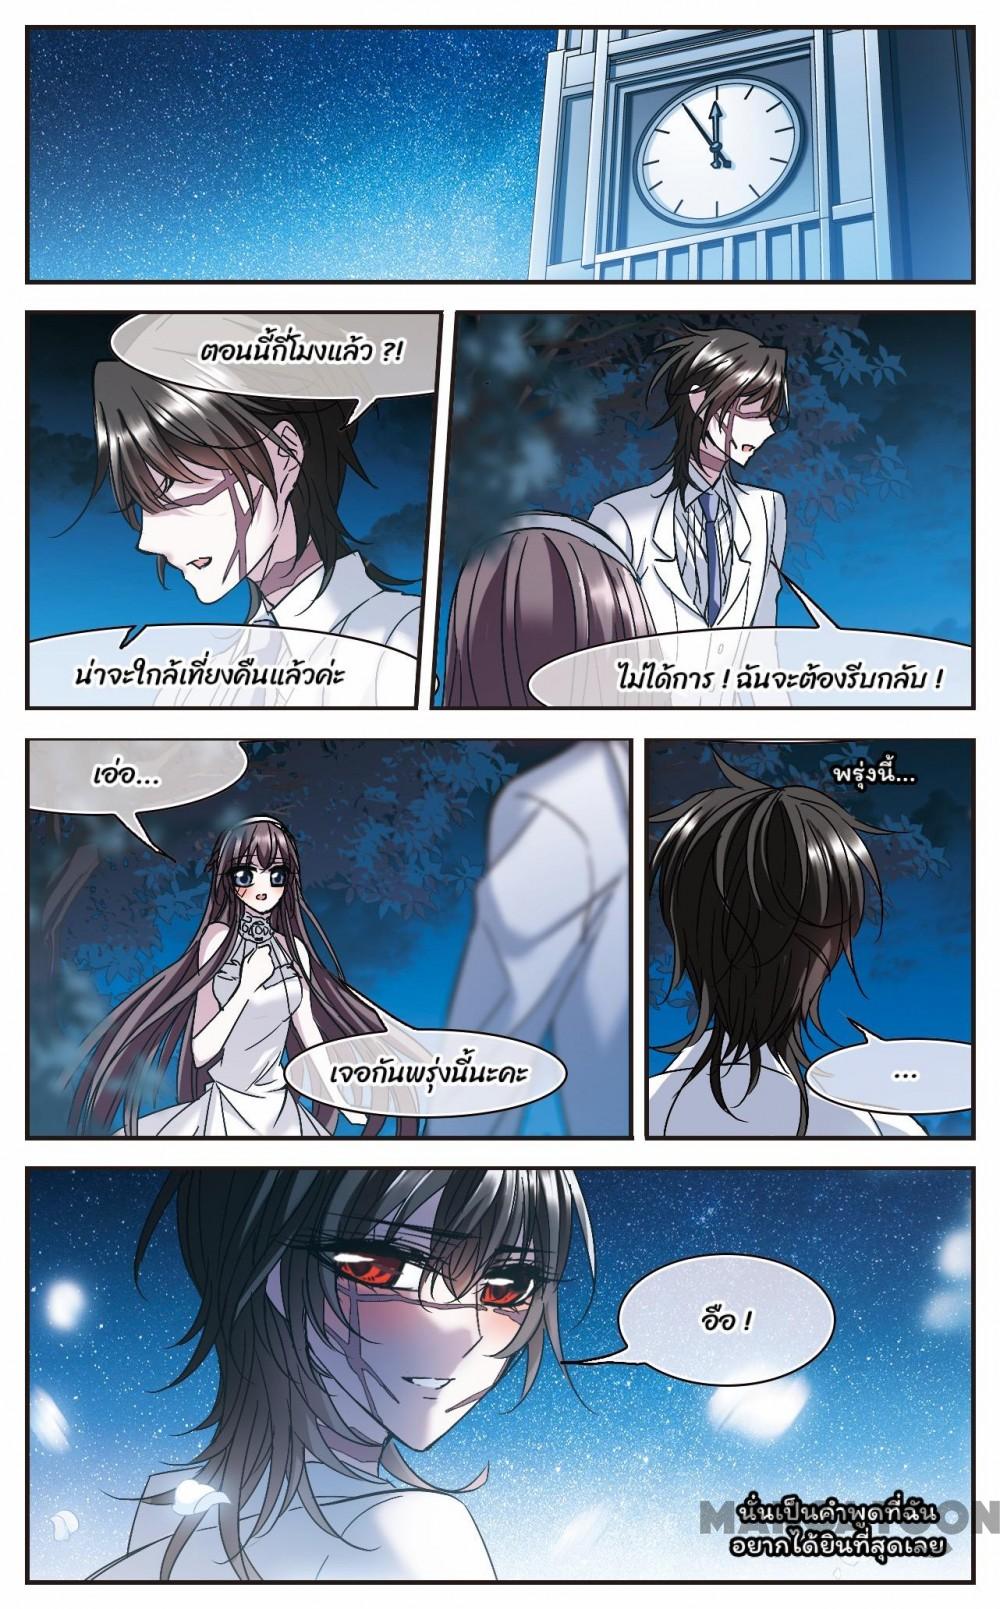 ตอนนี้กี่โมงแล้ว ?!
น่าจะใกล้เที่ยงคืนแล้วค่ะ
ไม่ได้การ ! ฉันจะต้องรีบกลับ !
เอ่อ...
เจอกันพรุ่งนี้นะคะ
พรุ่งนี้...
...
อือ !
นั่นเป็นคำพูดที่ฉัน
อยากได้ยินที่สุดเลย